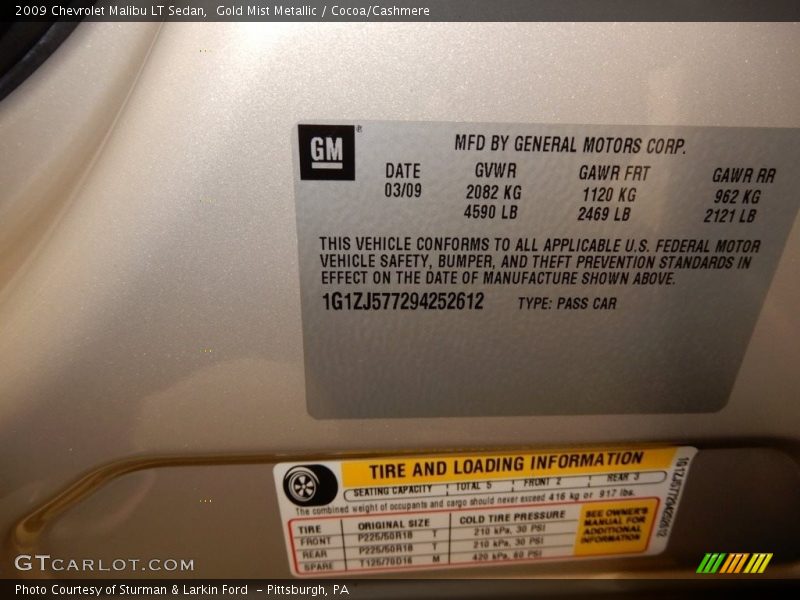 2009 Chevrolet Malibu LT Sedan, Gold Mist Metallic / Cocoa/Cashmere
GM ®
MFD BY GENERAL MOTORS CORP.
DATE GVWR GAWR FRT GAWR RR
03/09 2082 KG 1120 KG 962 KG
4590 LB 2469 LB 2121 LB
THIS VEHICLE CONFORMS TO ALL APPLICABLE U.S. FEDERAL MOTOR
VEHICLE SAFETY, BUMPER, AND THEFT PREVENTION STANDARDS IN
EFFECT ON THE DATE OF MANUFACTURE SHOWN ABOVE.
1G1ZJ577294252612 TYPE: PASS CAR
TIRE AND LOADING INFORMATION
SEATING CAPACITY TOTAL 5 FRONT 2 REAR 3
The combined weight of occupants and cargo should never exceed 416 kg or 917 lbs.
TIRE ORIGINAL SIZE COLD TIRE PRESSURE
FRONT P225/50R18 T 210 kPa, 30 PSI
REAR P225/50R18 T 210 kPa, 30 PSI
SPARE T125/70D16 M 420 kPa, 60 PSI
SEE OWNER'S
MANUAL FOR
ADDITIONAL
INFORMATION
1G1ZJ577294252612
GTCARLOT.COM
Photo Courtesy of Sturman & Larkin Ford - Pittsburgh, PA